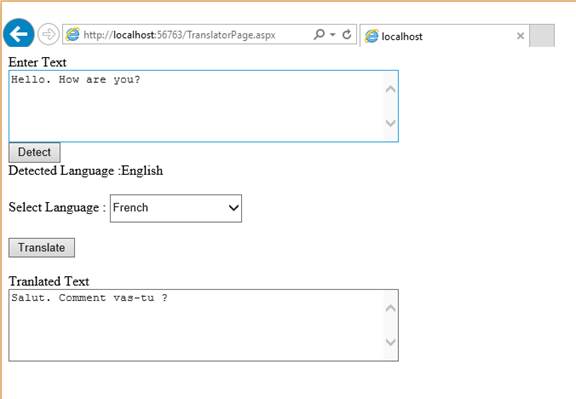 http://localhost:56763/TranslatorPage.aspx localhost
Enter Text
Hello. How are you?
Detect
Detected Language :English
Select Language : French
Translate
Tranlated Text
Salut. Comment vas-tu ?